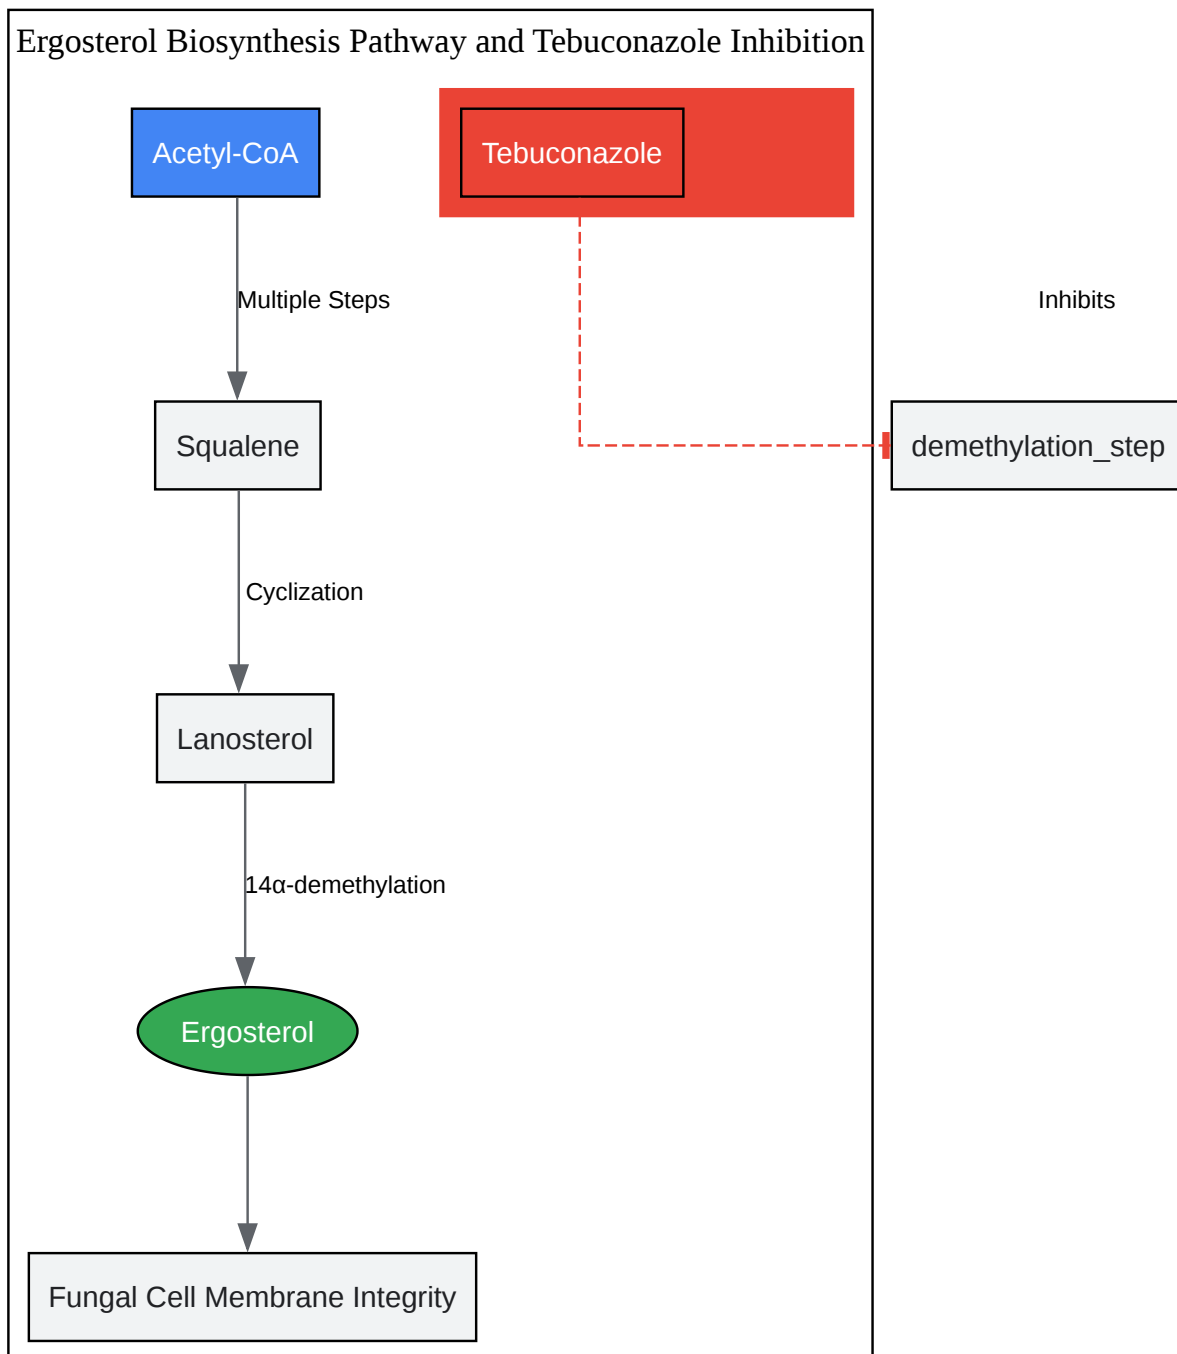 Ergosterol Biosynthesis Pathway and Tebuconazole Inhibition
Acetyl-CoA
Tebuconazole
Multiple Steps
Inhibits
Squalene
demethylation_step
Cyclization
Lanosterol
14α-demethylation
Ergosterol
Fungal Cell Membrane Integrity